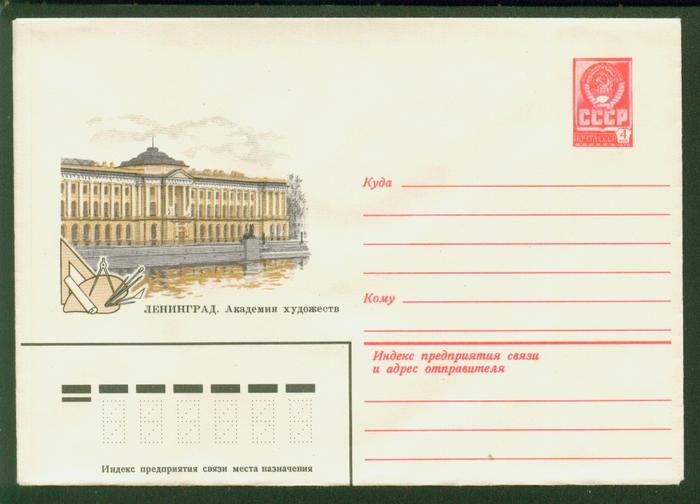 СССР
ПОЧТА СССР 4
Куда
ЛЕНИНГРАД. Академия художеств
Кому
Индекс предприятия связи
и адрес отправителя
Индекс предприятия связи места назначения